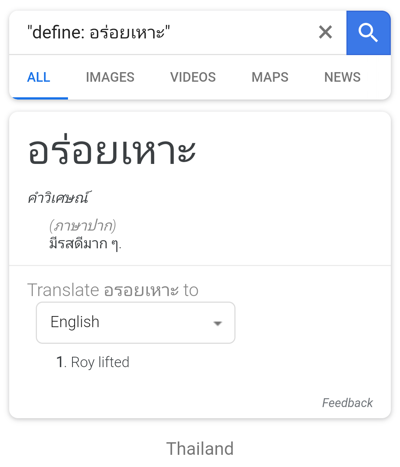 "define: อร่อยเหาะ"
ALL IMAGES VIDEOS MAPS NEWS
อร่อยเหาะ
คำวิเศษณ์
(ภาษาปาก)
มีรสดีมาก ๆ.
Translate อรอยเหาะ to
English
1. Roy lifted
Feedback
Thailand